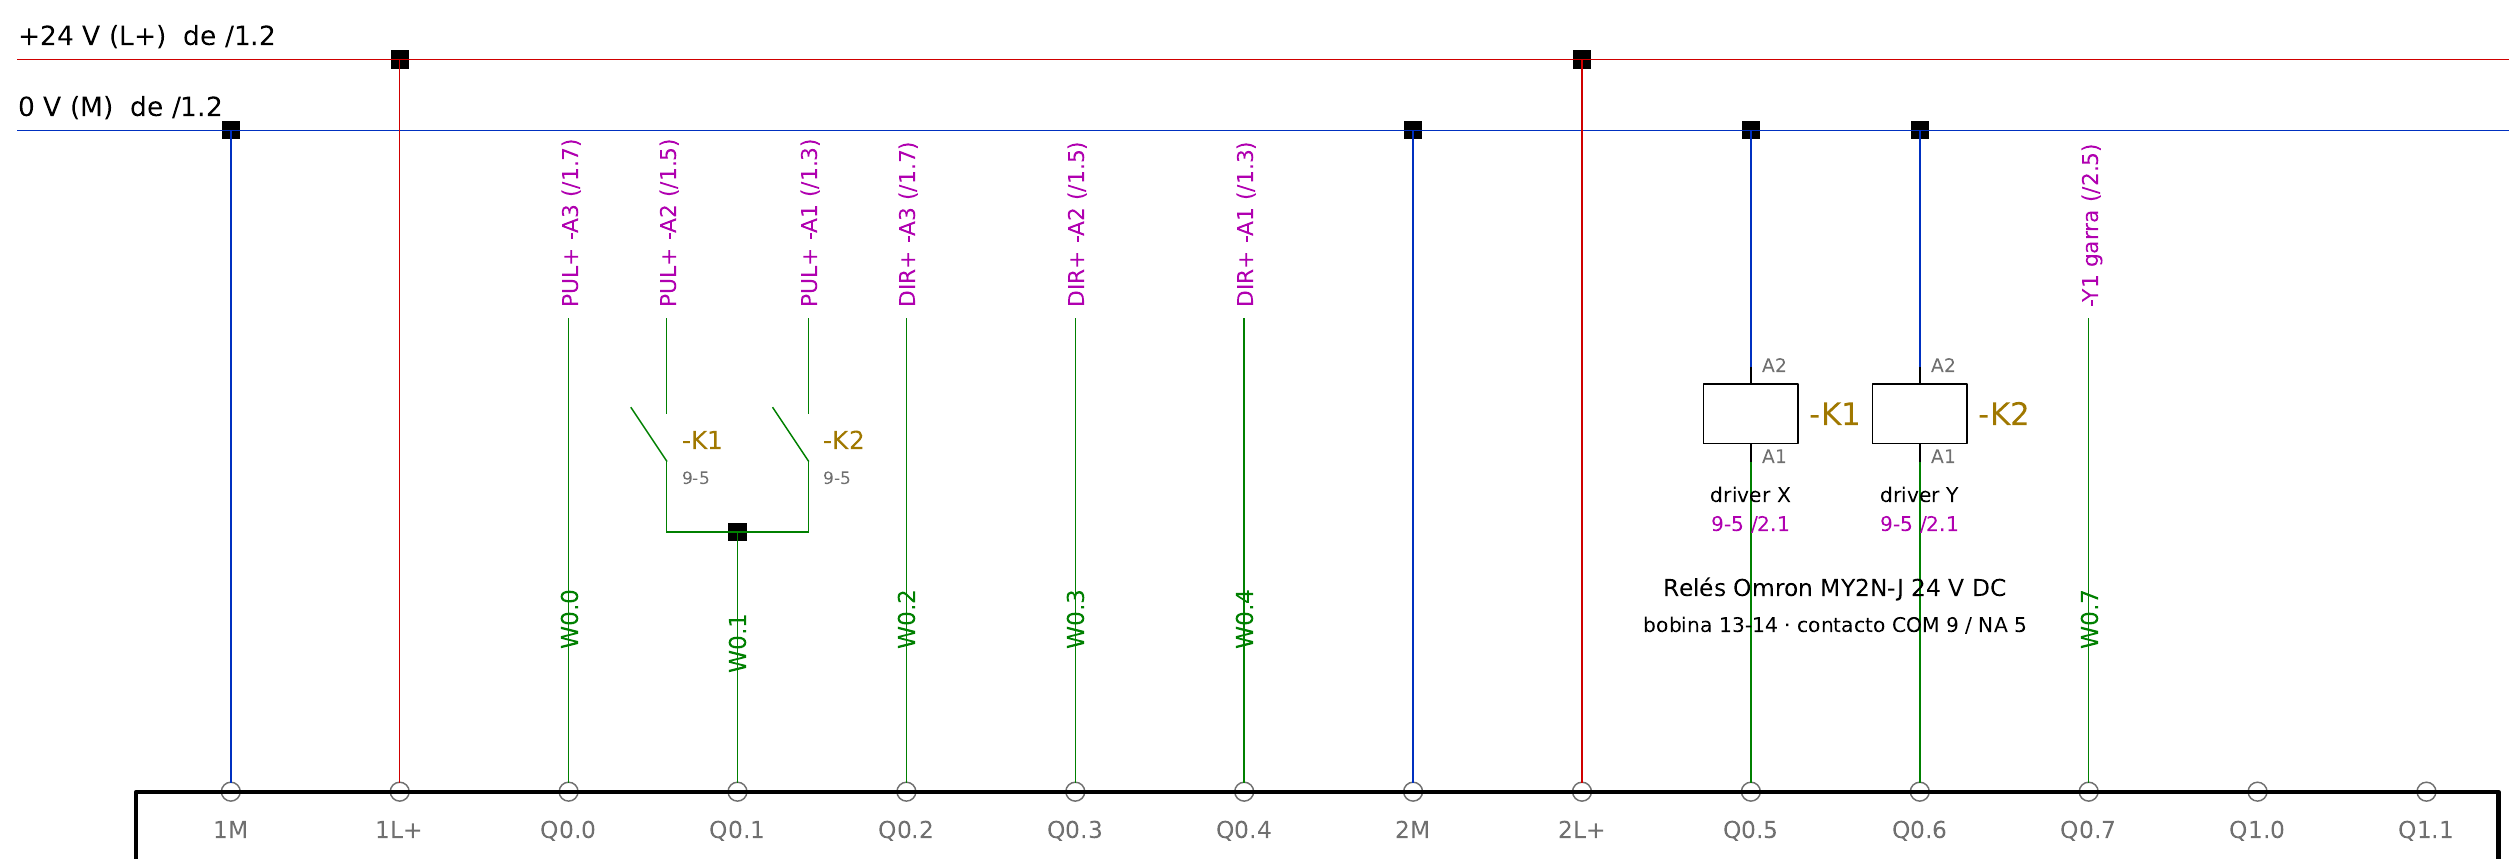 +24 V (L+)  de /1.2
0 V (M)  de /1.2
PUL+ -A3 (/1.7)
PUL+ -A2 (/1.5)
PUL+ -A1 (/1.3)
DIR+ -A3 (/1.7)
DIR+ -A2 (/1.5)
DIR+ -A1 (/1.3)
-Y1 garra (/2.5)
A2
A2
-K1
-K2
-K1
-K2
9-5
9-5
A1
A1
driver X
driver Y
9-5 /2.1
9-5 /2.1
Relés Omron MY2N-J 24 V DC
bobina 13-14 · contacto COM 9 / NA 5
W0.0
W0.1
W0.2
W0.3
W0.4
W0.7
1M
1L+
Q0.0
Q0.1
Q0.2
Q0.3
Q0.4
2M
2L+
Q0.5
Q0.6
Q0.7
Q1.0
Q1.1